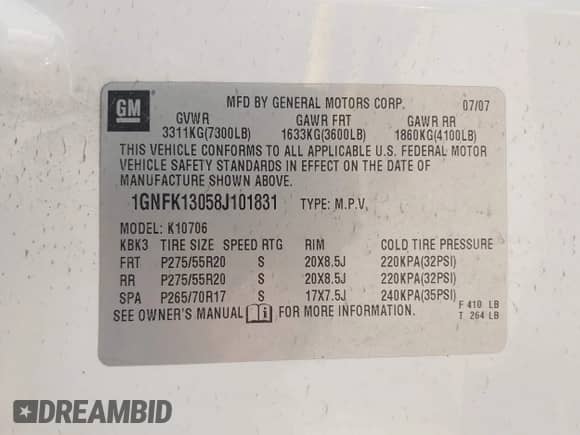 GM
MFD BY GENERAL MOTORS CORP. 07/07
GVWR GAWR FRT GAWR RR
3311KG(7300LB) 1633KG(3600LB) 1860KG(4100LB)
THIS VEHICLE CONFORMS TO ALL APPLICABLE U.S. FEDERAL MOTOR
VEHICLE SAFETY STANDARDS IN EFFECT ON THE DATE OF
MANUFACTURE SHOWN ABOVE.
1GNFK13058J101831 TYPE: M.P.V.
MODEL: K10706
KBK3 TIRE SIZE SPEED RTG RIM COLD TIRE PRESSURE
FRT P275/55R20 S 20X8.5J 220KPA(32PSI)
RR P275/55R20 S 20X8.5J 220KPA(32PSI)
SPA P265/70R17 S 17X7.5J 240KPA(35PSI)
SEE OWNER'S MANUAL i FOR MORE INFORMATION.
F 410 LB
T 264 LB
DREAMBID